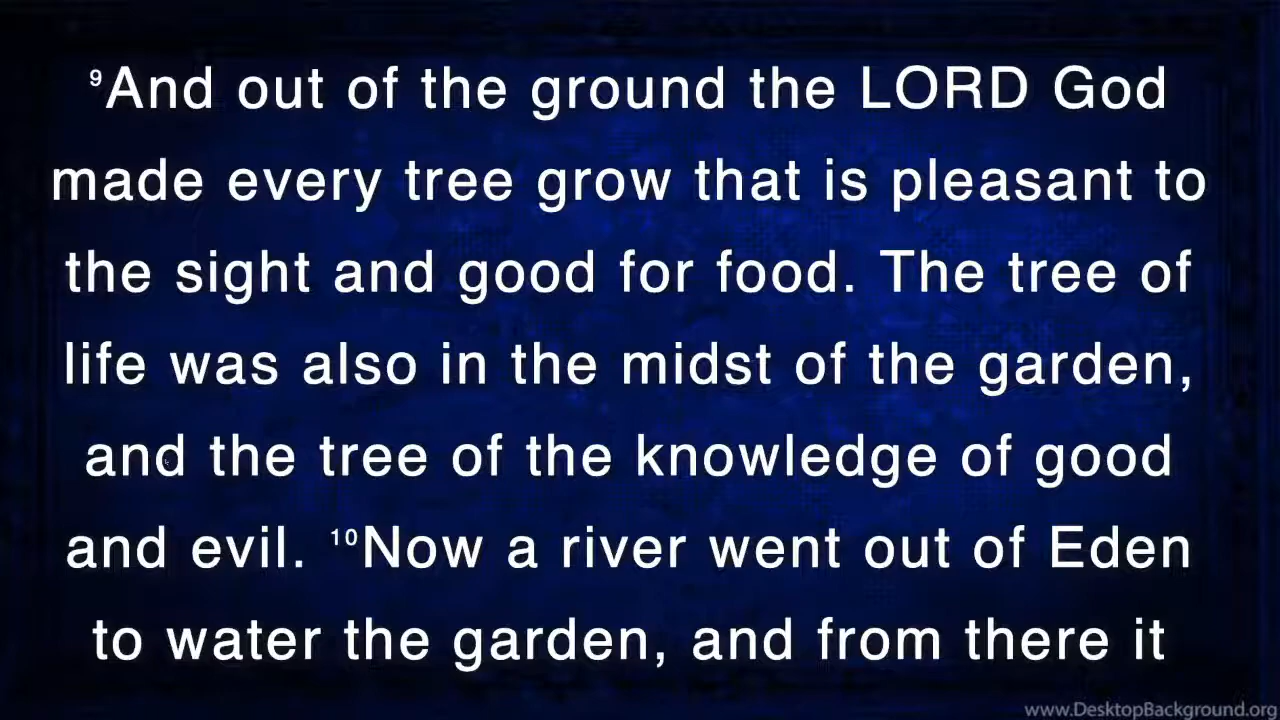 ⁹And out of the ground the LORD God
made every tree grow that is pleasant to
the sight and good for food. The tree of
life was also in the midst of the garden,
and the tree of the knowledge of good
and evil. ¹⁰Now a river went out of Eden
to water the garden, and from there it
www.DesktopBackground.org